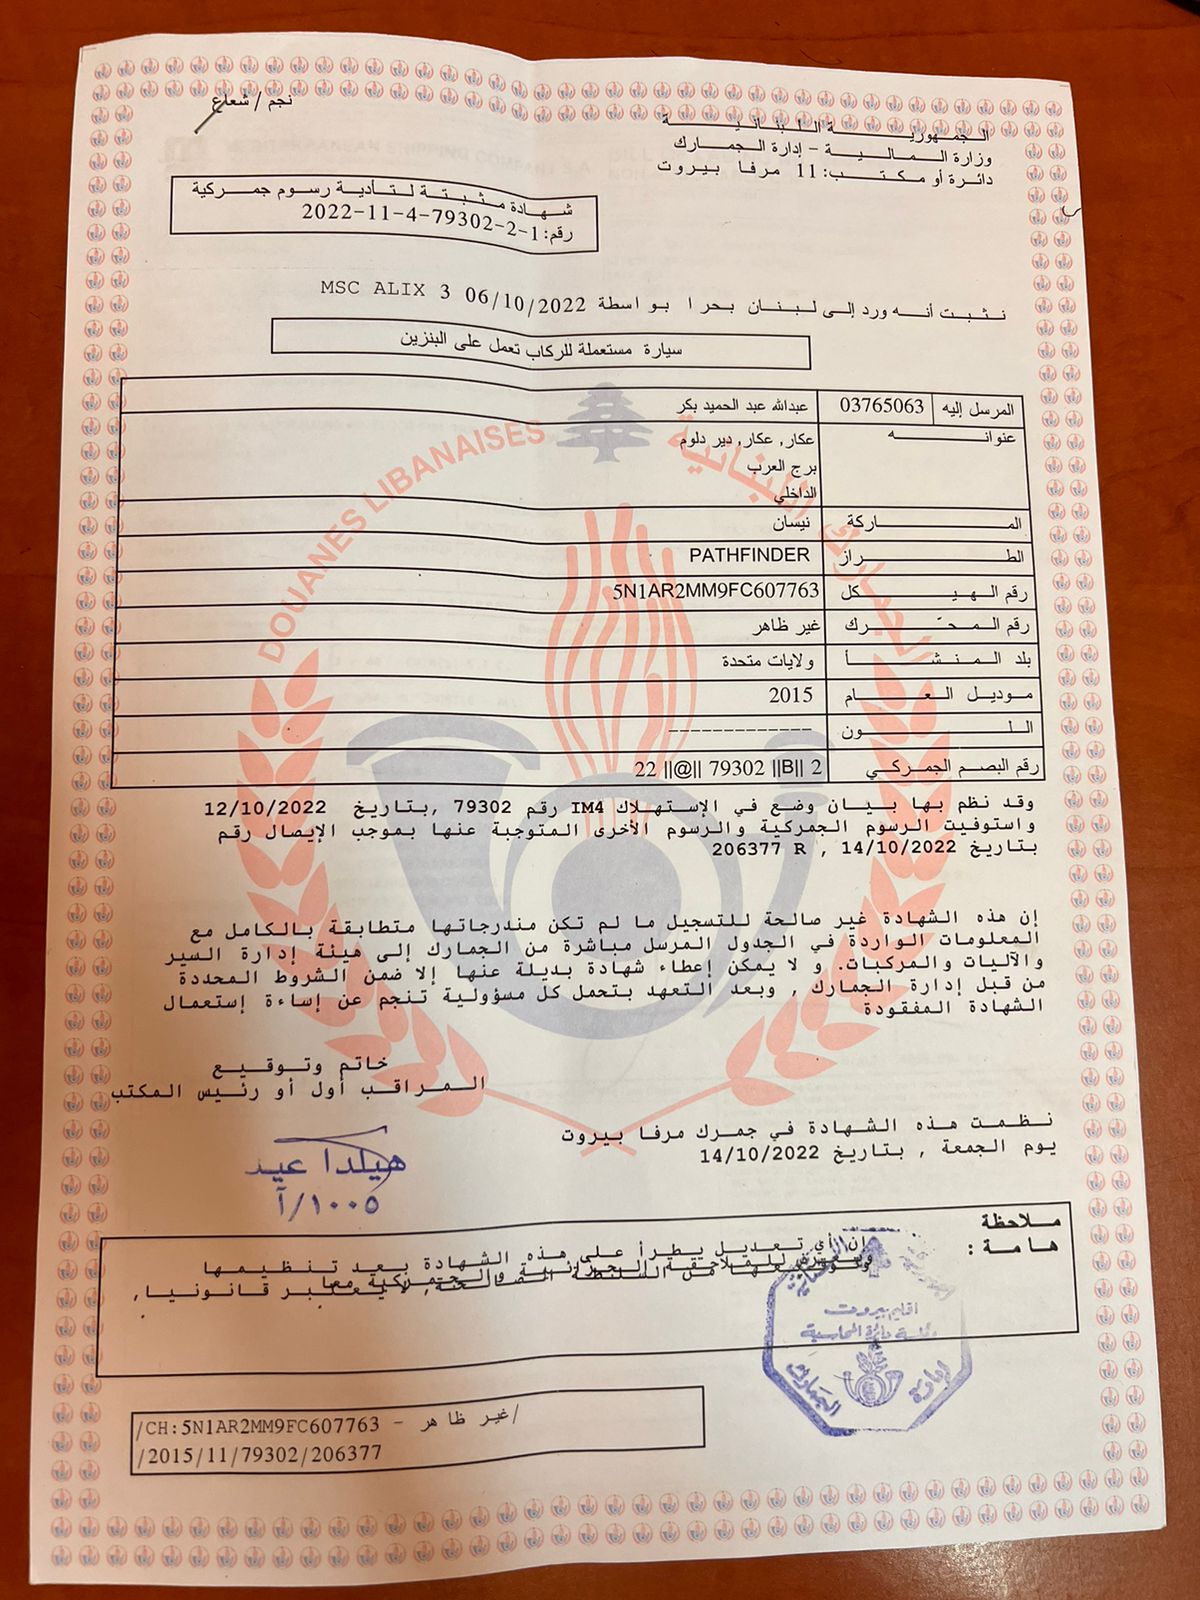 نجم / شعاع
الجمهورية اللبنانية
وزارة المالية - إدارة الجمارك
دائرة أو مكتب: 11 مرفا بيروت
شهادة مثبتة لتأدية رسوم جمركية
رقم: 2022-11-4-79302-2-1
نثبت أنه ورد إلى لبنان بحرا بواسطة MSC ALIX 3 06/10/2022
سيارة مستعملة للركاب تعمل على البنزين
المرسل إليه 03765063 عبدالله عبد الحميد بكر
عنوانه عكار, عكار, دير دلوم
برج العرب
الداخلي
الماركة نيسان
الطراز PATHFINDER
رقم الهيكل 5N1AR2MM9FC607763
رقم المحرّك غير ظاهر
بلد المنشأ ولايات متحدة
موديل العام 2015
اللون ---------------
رقم البصم الجمركي 22 ||@|| 79302 ||B|| 2
وقد نظم بها بيان وضع في الإستهلاك IM4 رقم 79302 ,بتاريخ 12/10/2022
واستوفيت الرسوم الجمركية والرسوم الأخرى المتوجبة عنها بموجب الإيصال رقم
206377 R , بتاريخ 14/10/2022
إن هذه الشهادة غير صالحة للتسجيل ما لم تكن مندرجاتها متطابقة بالكامل مع
المعلومات الواردة في الجدول المرسل مباشرة من الجمارك إلى هيئة إدارة السير
والآليات والمركبات. و لا يمكن إعطاء شهادة بديلة عنها إلا ضمن الشروط المحددة
من قبل إدارة الجمارك , وبعد التعهد بتحمل كل مسؤولية تنجم عن إساءة إستعمال
الشهادة المفقودة
خاتم وتوقيع
المراقب أول أو رئيس المكتب
نظمت هذه الشهادة في جمرك مرفا بيروت
يوم الجمعة , بتاريخ 14/10/2022
هيلدا عيد
١٠٠٥/آ
ملاحظة
هامة :
إن أي تعديل يطرأ على هذه الشهادة بعد تنظيمها
اقليم بيروت
دائرة المحاسبة
إدارة الجمارك
/CH:5N1AR2MM9FC607763 - غير ظاهر/
/2015/11/79302/206377
DOUANES LIBANAISES
الجمارك اللبنانية